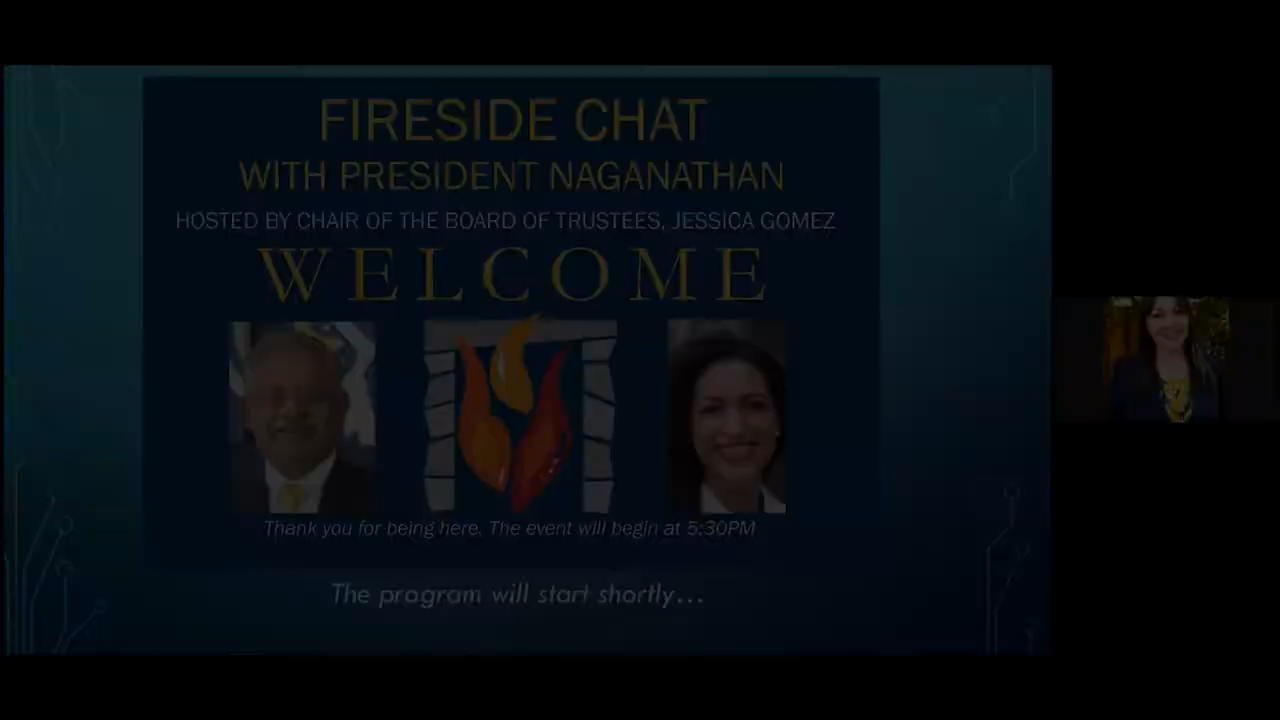 FIRESIDE CHAT
WITH PRESIDENT NAGANATHAN
HOSTED BY CHAIR OF THE BOARD OF TRUSTEES, JESSICA GOMEZ
WELCOME
Thank you for being here. The event will begin at 5:30PM
The program will start shortly...